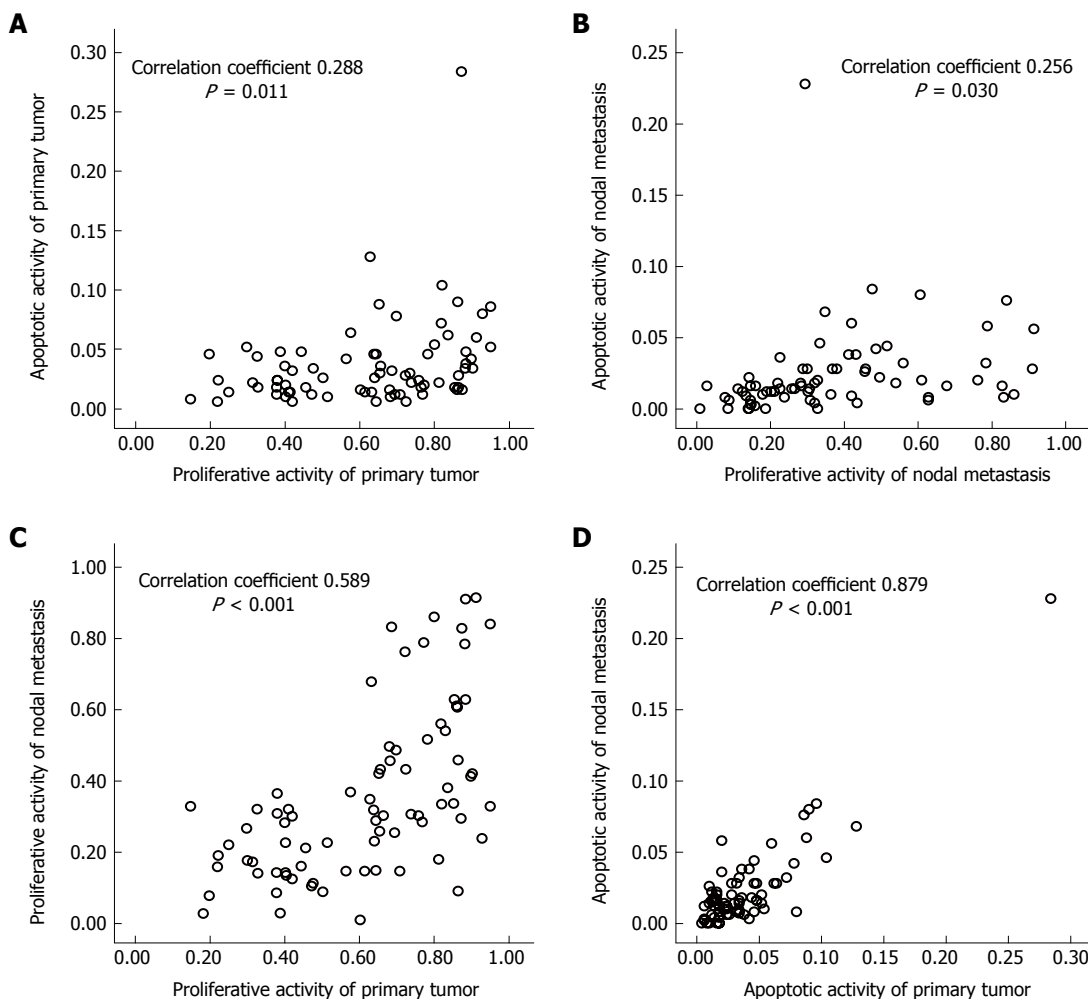 A
Correlation coefficient 0.288
P = 0.011
0.30
0.25
0.20
0.15
0.10
0.05
0.00
Apoptotic activity of primary tumor
0.00 0.20 0.40 0.60 0.80 1.00
Proliferative activity of primary tumor
B
Correlation coefficient 0.256
P = 0.030
0.25
0.20
0.15
0.10
0.05
0.00
Apoptotic activity of nodal metastasis
0.00 0.20 0.40 0.60 0.80 1.00
Proliferative activity of nodal metastasis
C
Correlation coefficient 0.589
P < 0.001
1.00
0.80
0.60
0.40
0.20
0.00
Proliferative activity of nodal metastasis
0.00 0.20 0.40 0.60 0.80 1.00
Proliferative activity of primary tumor
D
Correlation coefficient 0.879
P < 0.001
0.25
0.20
0.15
0.10
0.05
0.00
Apoptotic activity of nodal metastasis
0.00 0.05 0.10 0.15 0.20 0.25 0.30
Apoptotic activity of primary tumor